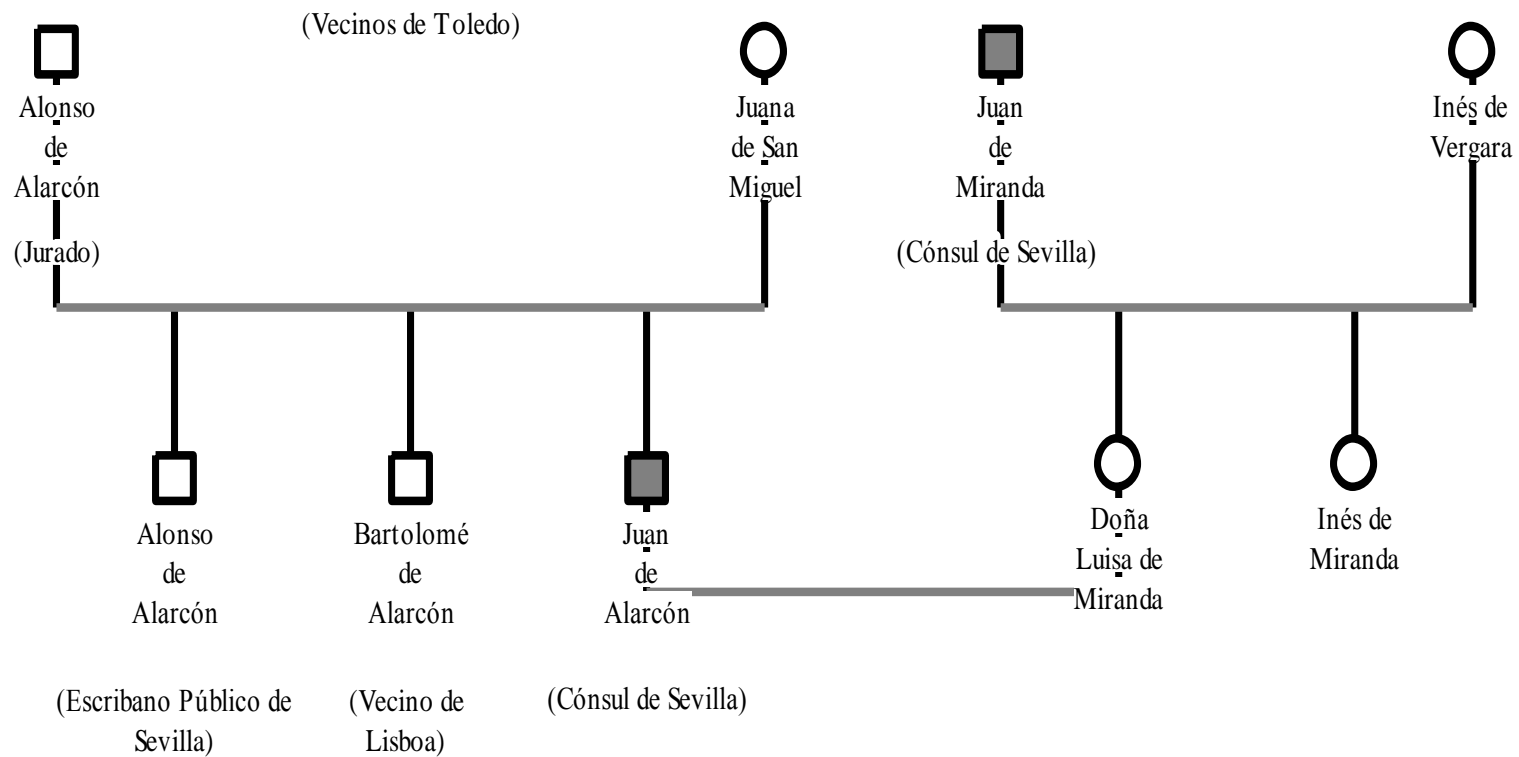 (Vecinos de Toledo)
Alonso
de
Alarcón
(Jurado)
Juana
de San
Miguel
Juan
de
Miranda
(Cónsul de Sevilla)
Inés de
Vergara
Alonso
de
Alarcón
(Escribano Público de
Sevilla)
Bartolomé
de
Alarcón
(Vecino de
Lisboa)
Juan
de
Alarcón
(Cónsul de Sevilla)
Doña
Luisa de
Miranda
Inés de
Miranda